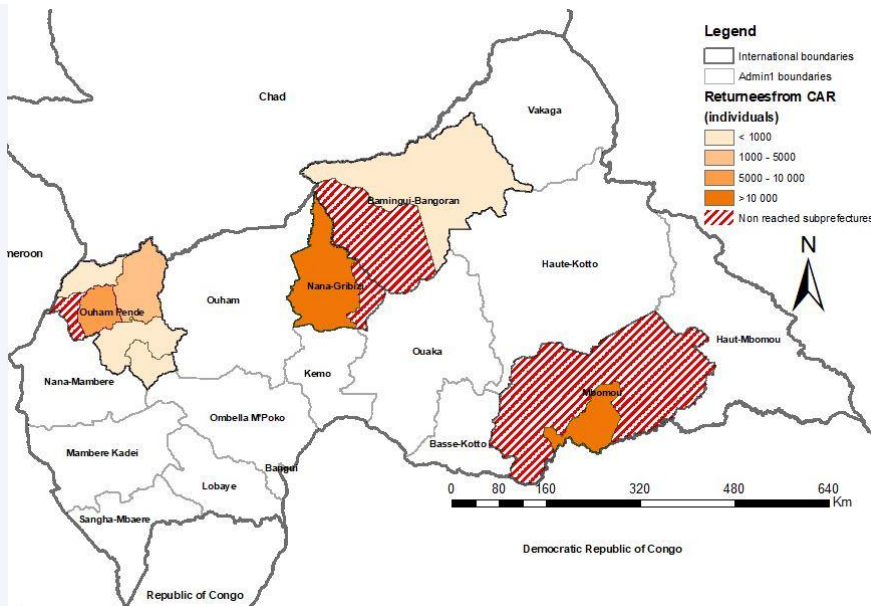 Legend
International boundaries
Admin1 boundaries
Returneesfrom CAR
(individuals)
< 1000
1000 - 5000
5000 - 10 000
>10 000
Non reached subprefectures
N
Chad
Vakaga
Bamingui-Bangoran
meroon
Haute-Kotto
Ouham
Nana-Gribizi
Ouham Pende
Haut-Mbomou
Ouaka
Kemo
Nana-Mambere
Mbomou
Ombella M'Poko
Basse-Kotto
Mambere Kadei
Bangui
Lobaye
Sangha-Mbaere
0 80 160 320 480 640
Km
Democratic Republic of Congo
Republic of Congo